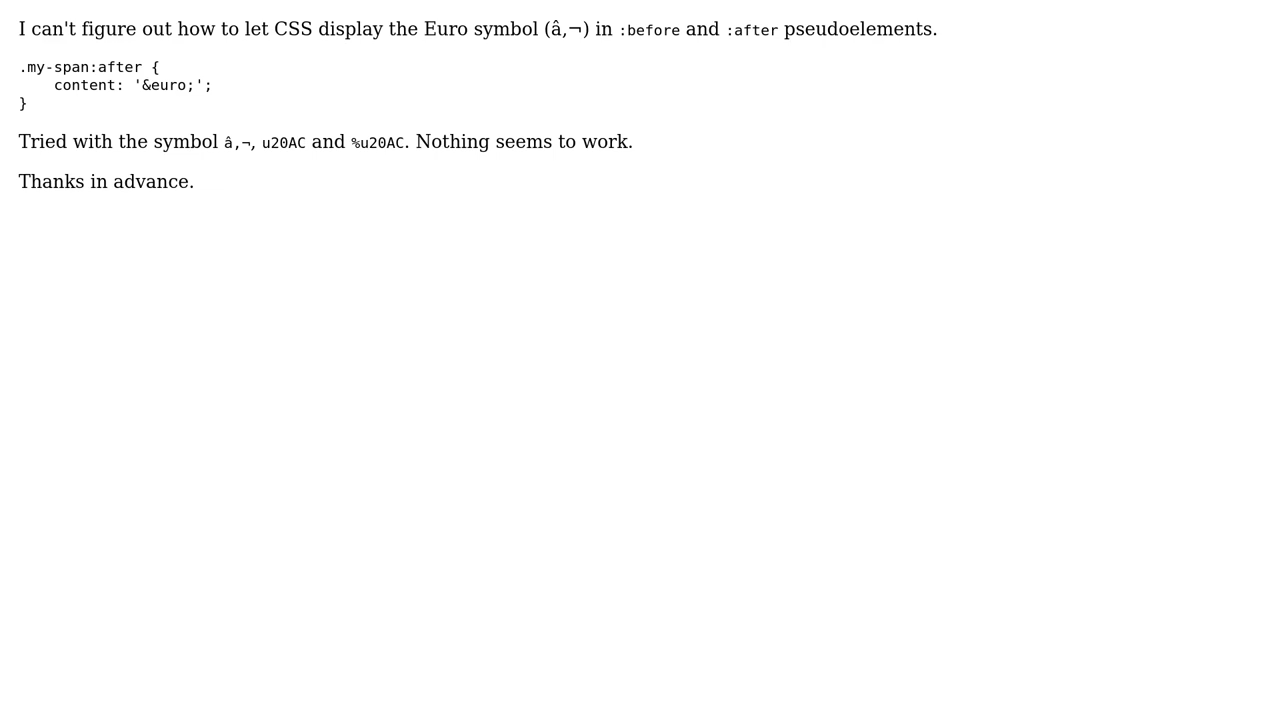 I can't figure out how to let CSS display the Euro symbol (â‚¬) in :before and :after pseudoelements.
.my-span:after {
    content: '&euro;';
}
Tried with the symbol â‚¬, u20AC and %u20AC. Nothing seems to work.
Thanks in advance.